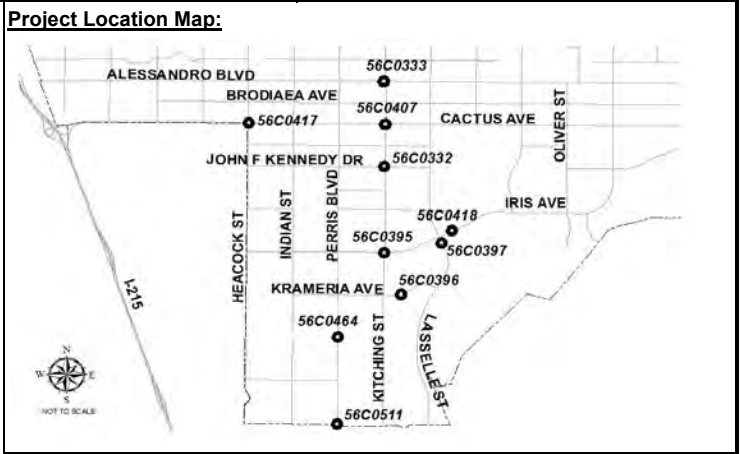 Project Location Map:
56C0333
ALESSANDRO BLVD
BRODIAEA AVE
56C0407
56C0417
CACTUS AVE
OLIVER ST
JOHN F KENNEDY DR
56C0332
IRIS AVE
PERRIS BLVD
INDIAN ST
HEACOCK ST
56C0418
56C0395
56C0397
KRAMERIA AVE
56C0396
I-215
56C0464
KITCHING ST
LASSELLE ST
N
W
E
S
NOT TO SCALE
56C0511